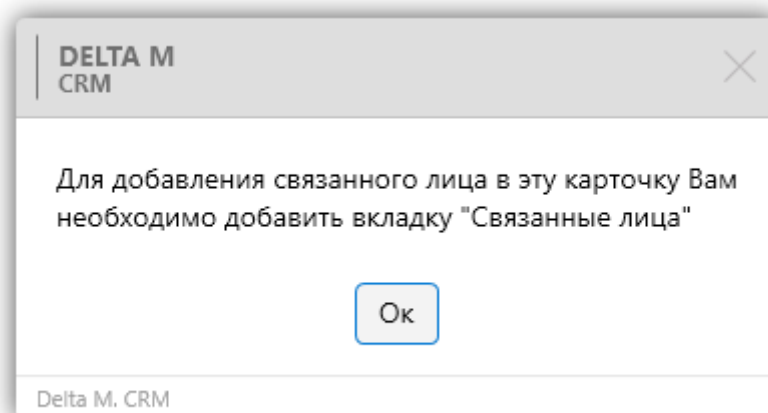 DELTA M
CRM
Для добавления связанного лица в эту карточку Вам
необходимо добавить вкладку "Связанные лица"
Ок
Delta M. CRM